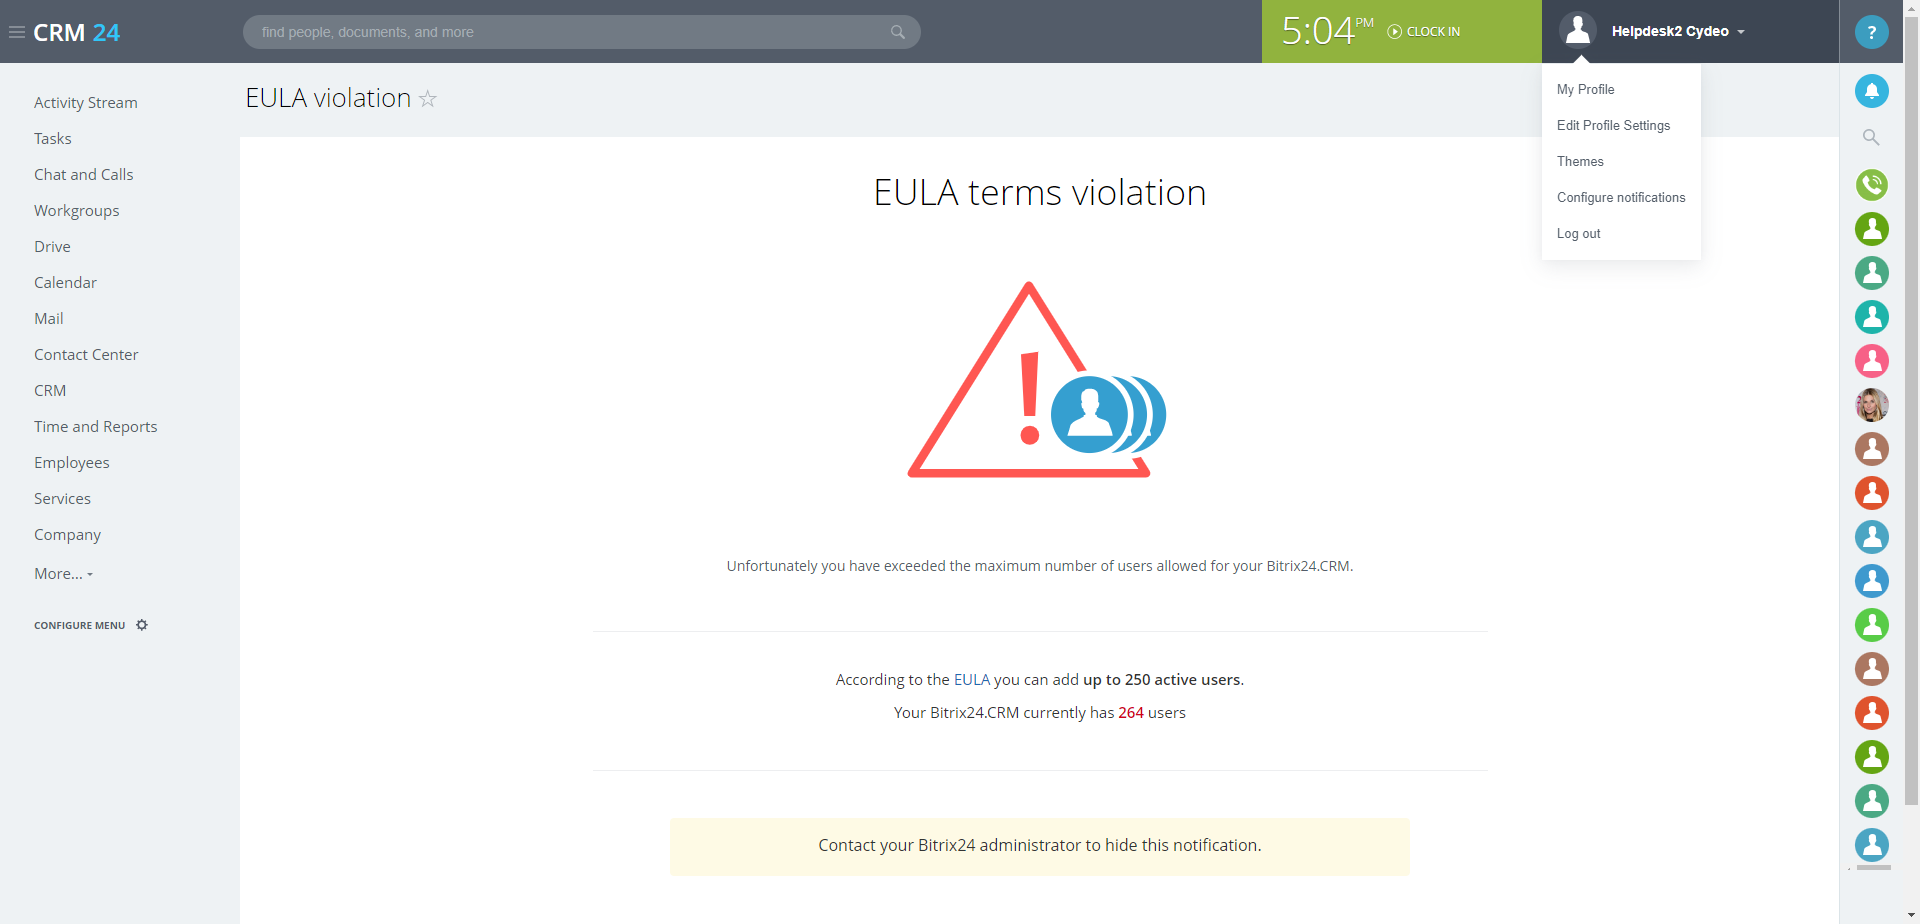 CRM 24
find people, documents, and more
5:04 PM
CLOCK IN
Helpdesk2 Cydeo
?
My Profile
Edit Profile Settings
Themes
Configure notifications
Log out
Activity Stream
Tasks
Chat and Calls
Workgroups
Drive
Calendar
Mail
Contact Center
CRM
Time and Reports
Employees
Services
Company
More...
CONFIGURE MENU
EULA violation
EULA terms violation
Unfortunately you have exceeded the maximum number of users allowed for your Bitrix24.CRM.
According to the EULA you can add up to 250 active users.
Your Bitrix24.CRM currently has 264 users
Contact your Bitrix24 administrator to hide this notification.